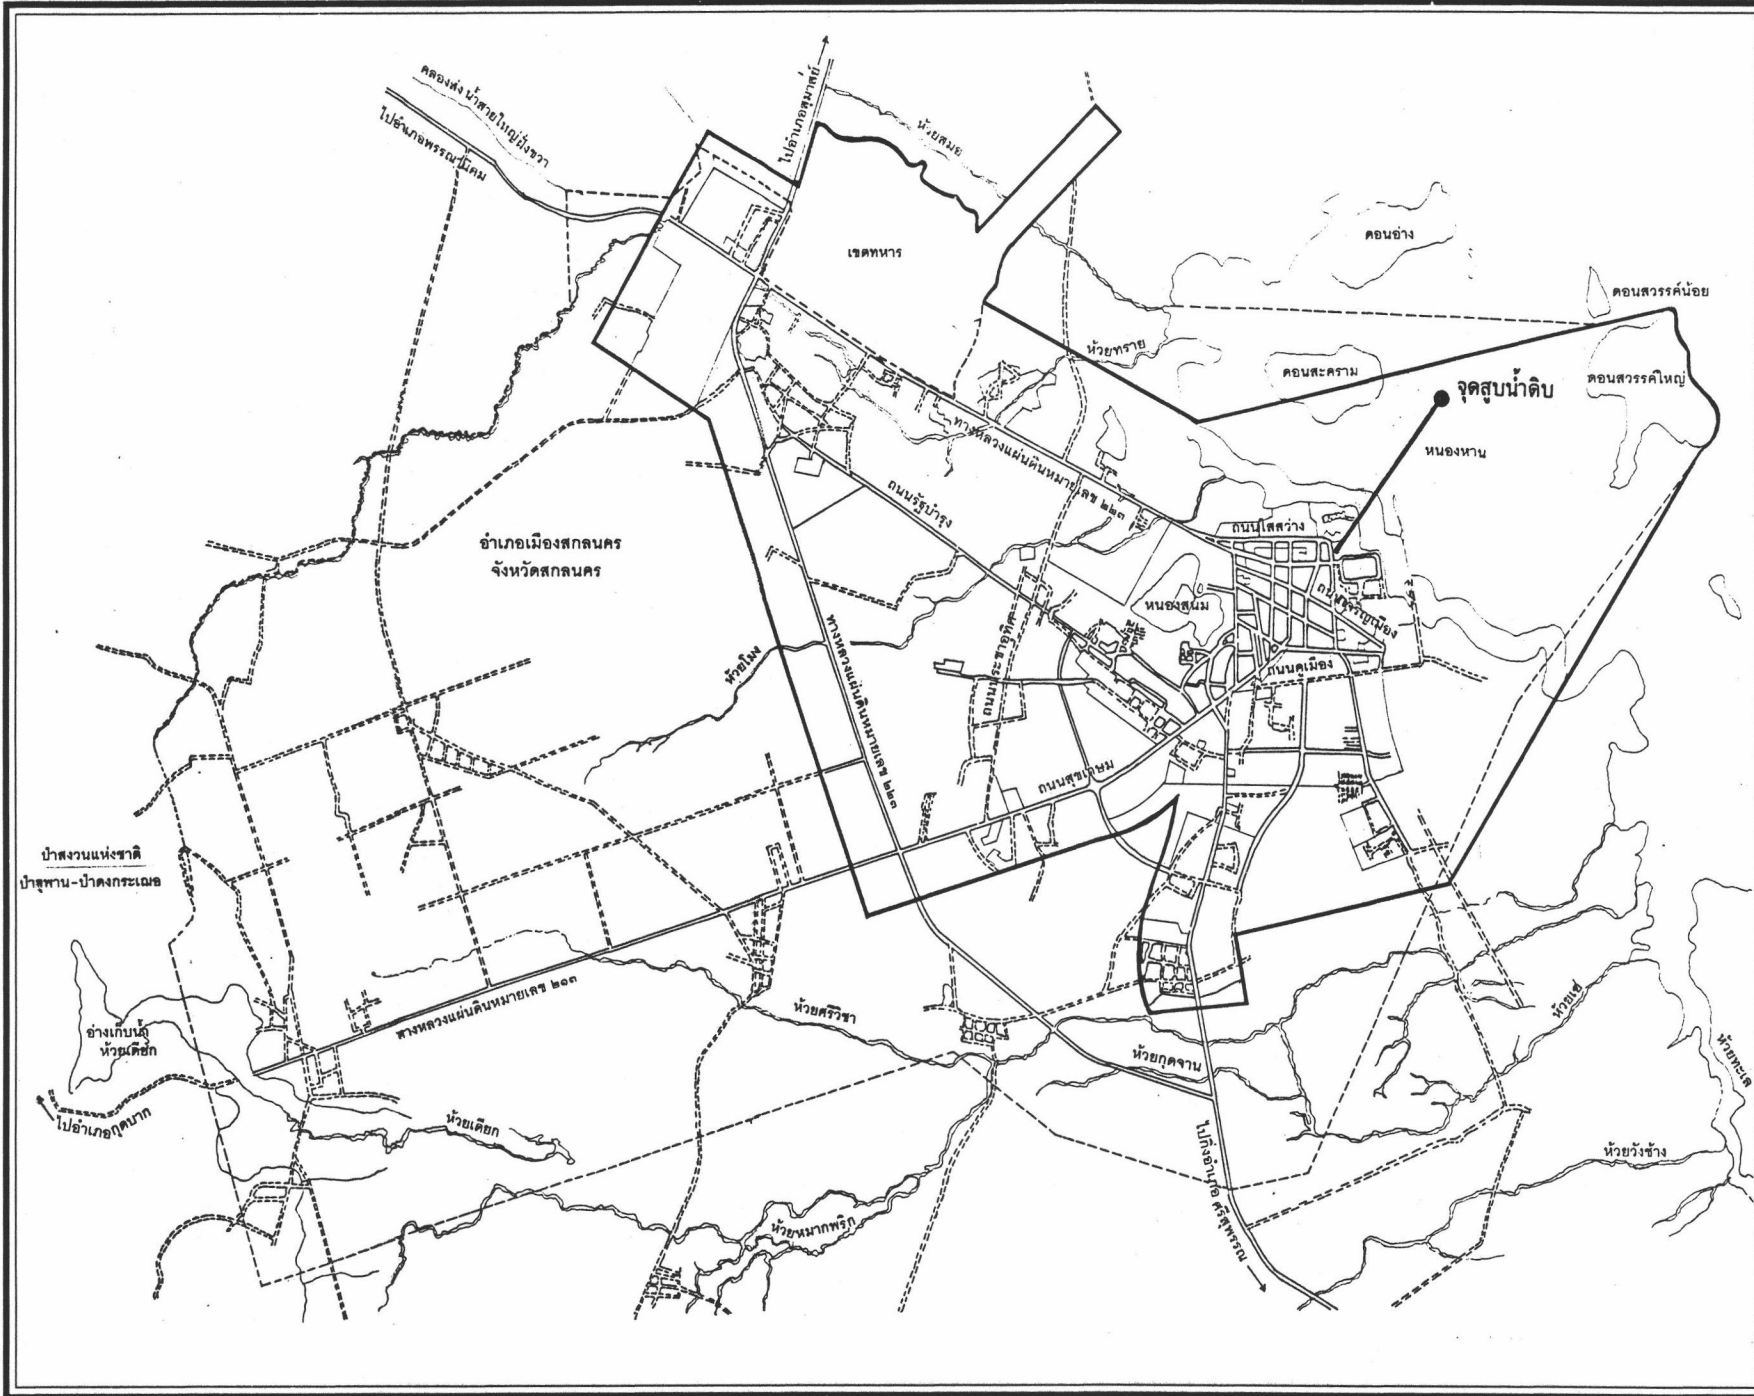 คลองส่งน้ำสายใหญ่ฝั่งขวา
ไปอำเภอพรรณานิคม
ไปอำเภอสุมาลย์
ห้วยสมอ
เขตทหาร
ดอนอ่าง
ดอนสวรรค์น้อย
ห้วยทราย
ดอนสะคราม
ดอนสวรรค์ใหญ่
จุดสูบน้ำดิบ
หนองหาน
ทางหลวงแผ่นดินหมายเลข ๒๒๓
ถนนรัฐบำรุง
ถนนใสสว่าง
อำเภอเมืองสกลนคร
จังหวัดสกลนคร
หนองสนม
ถนนเจริญเมือง
ถนนประชาอุทิศ
ทางหลวงแผ่นดินหมายเลข ๒๒๓
ห้วยโมง
ถนนคูเมือง
ถนนสุขเกษม
ป่าสงวนแห่งชาติ
ป่าภูพาน-ป่าดงกระเฌอ
ทางหลวงแผ่นดินหมายเลข ๒๑๓
ห้วยศรีวิชา
อ่างเก็บน้ำ
ห้วยเดียก
ห้วยกุดจาน
ห้วยเย
ห้วยทะเล
ไปอำเภอกุดบาก
ห้วยเดียก
ไปกิ่งอำเภอ ศรีสุพรรณ
ห้วยวังช้าง
ห้วยหมากพริก